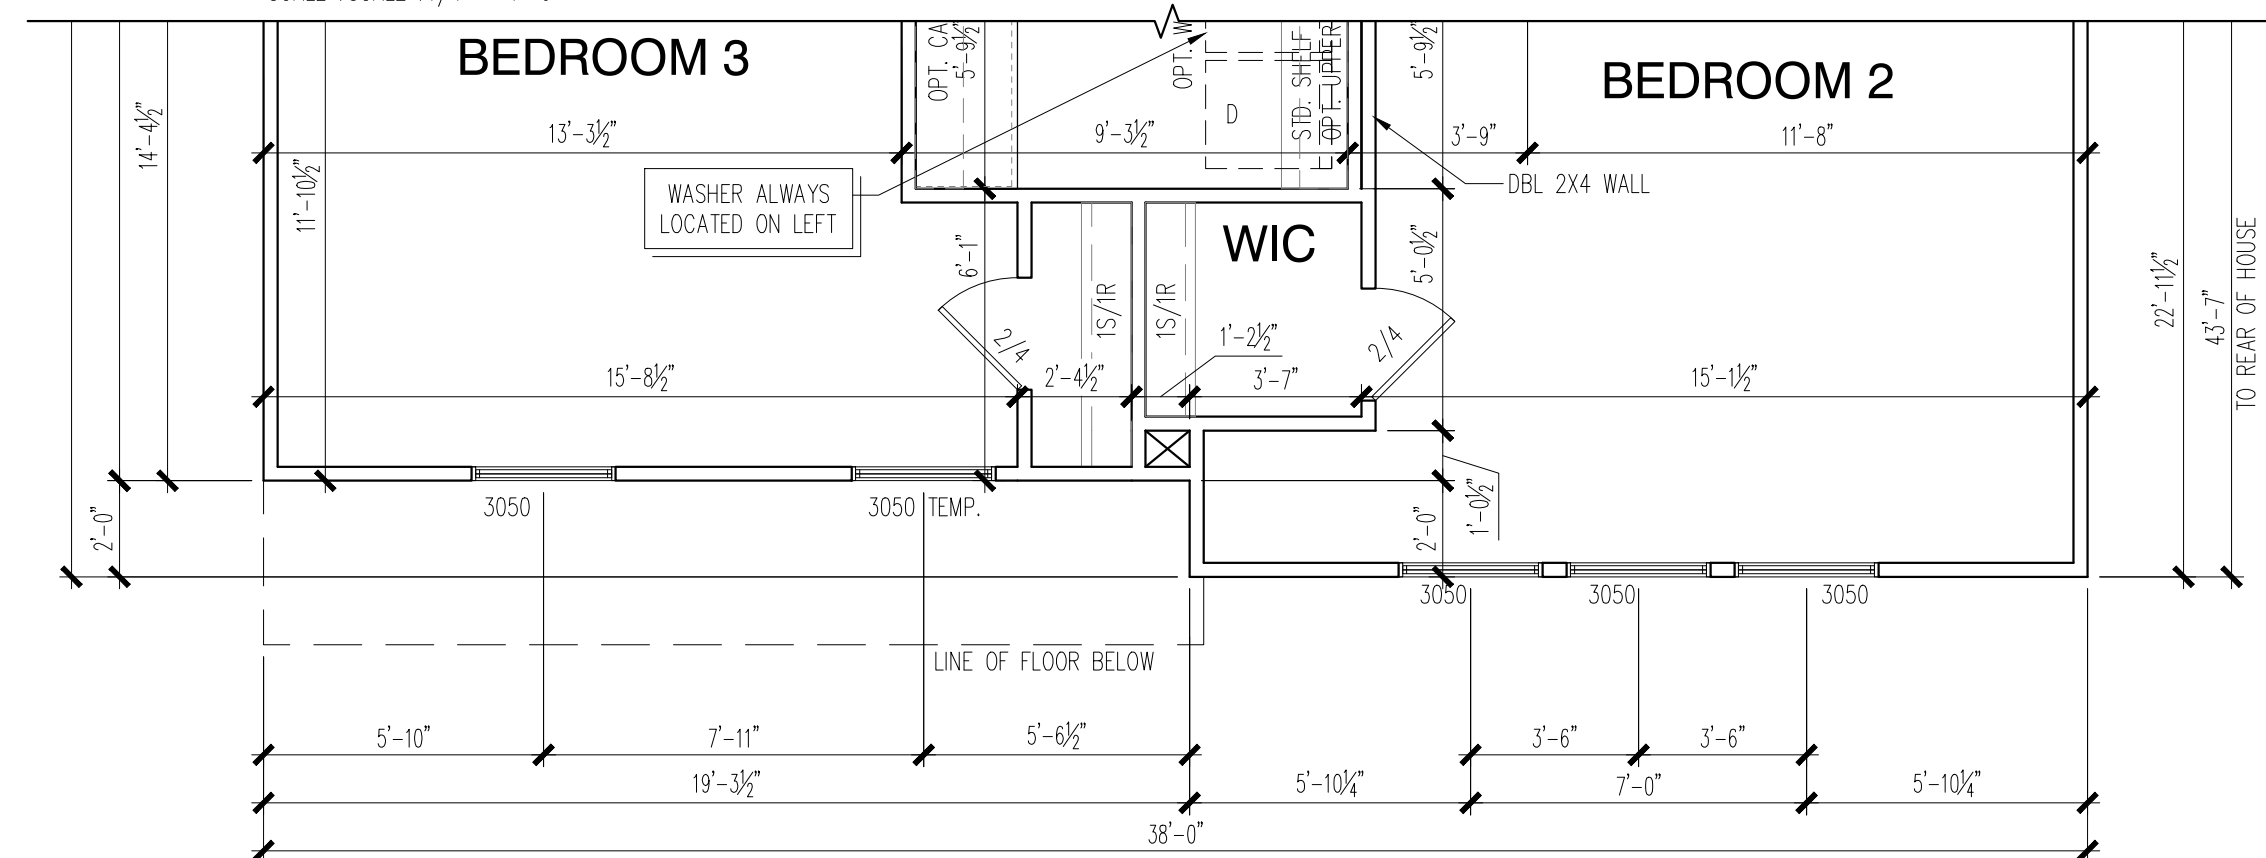 BEDROOM 3
BEDROOM 2
OPT. CA
5'-9½"
OPT. W
D
STD. SHELF
OPT. UPPER
5'-9½"
14'-4½"
11'-10½"
13'-3½"
9'-3½"
3'-9"
11'-8"
WASHER ALWAYS
LOCATED ON LEFT
DBL 2X4 WALL
WIC
6'-1"
5'-0½"
1S/1R
1S/1R
2/4
2/4
1'-2½"
15'-8½"
2'-4½"
3'-7"
15'-1½"
22'-11½"
43'-7"
TO REAR OF HOUSE
2'-0"
2'-0"
1'-0½"
3050
3050 TEMP.
3050
3050
3050
LINE OF FLOOR BELOW
5'-10"
7'-11"
5'-6½"
3'-6"
3'-6"
19'-3½"
5'-10¼"
7'-0"
5'-10¼"
38'-0"